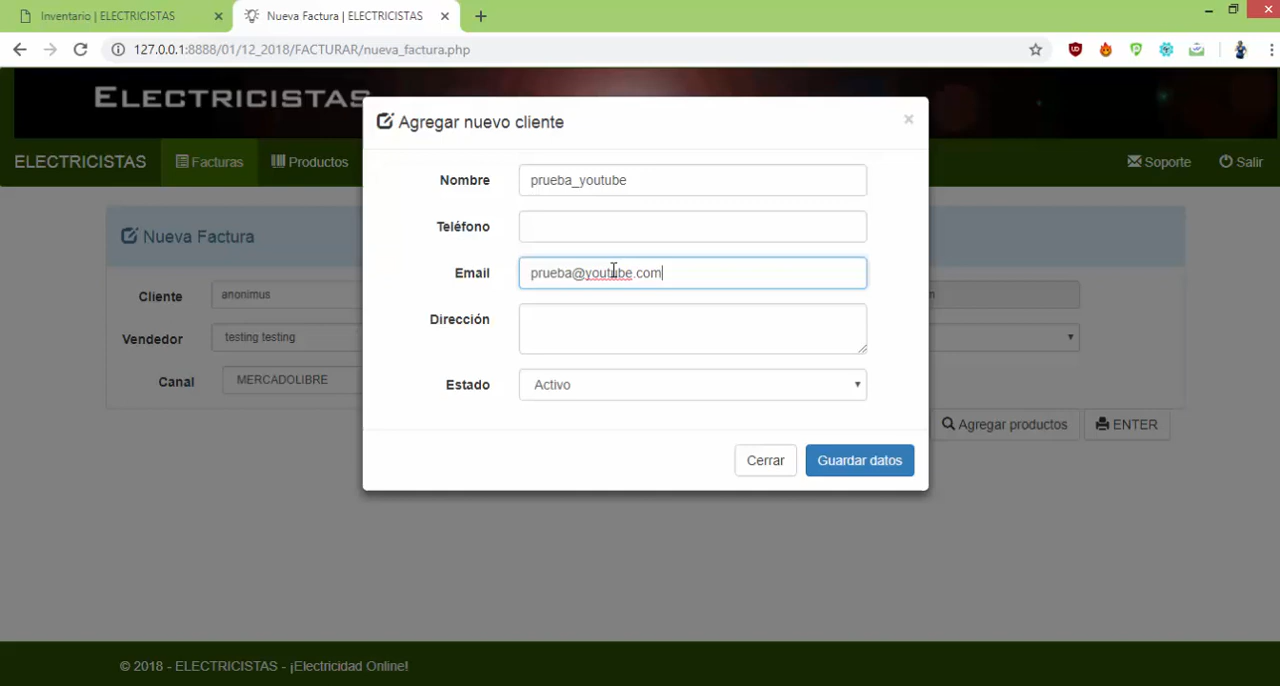 Inventario | ELECTRICISTAS
Nueva Factura | ELECTRICISTAS
127.0.0.1:8888/01/12_2018/FACTURAR/nueva_factura.php
ELECTRICISTAS
ELECTRICISTAS
Facturas
Productos
Soporte
Salir
Agregar nuevo cliente
×
Nombre
prueba_youtube
Teléfono
Email
prueba@youtube.com
Dirección
Estado
Activo
Cerrar
Guardar datos
Nueva Factura
Cliente
anonimus
Vendedor
testing testing
Canal
MERCADOLIBRE
Agregar productos
ENTER
© 2018 - ELECTRICISTAS - ¡Electricidad Online!